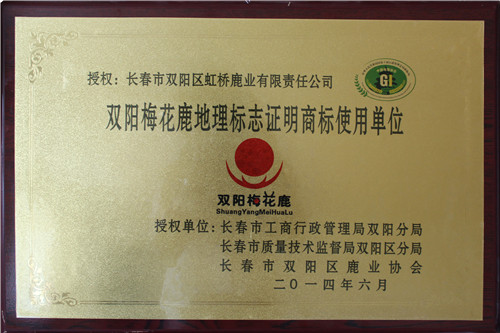 授权：长春市双阳区虹桥鹿业有限责任公司
GI
双阳梅花鹿地理标志证明商标使用单位
双阳梅花鹿
ShuangYangMeiHuaLu
授权单位：长春市工商行政管理局双阳分局
长春市质量技术监督局双阳区分局
长春市双阳区鹿业协会
二〇一四年六月